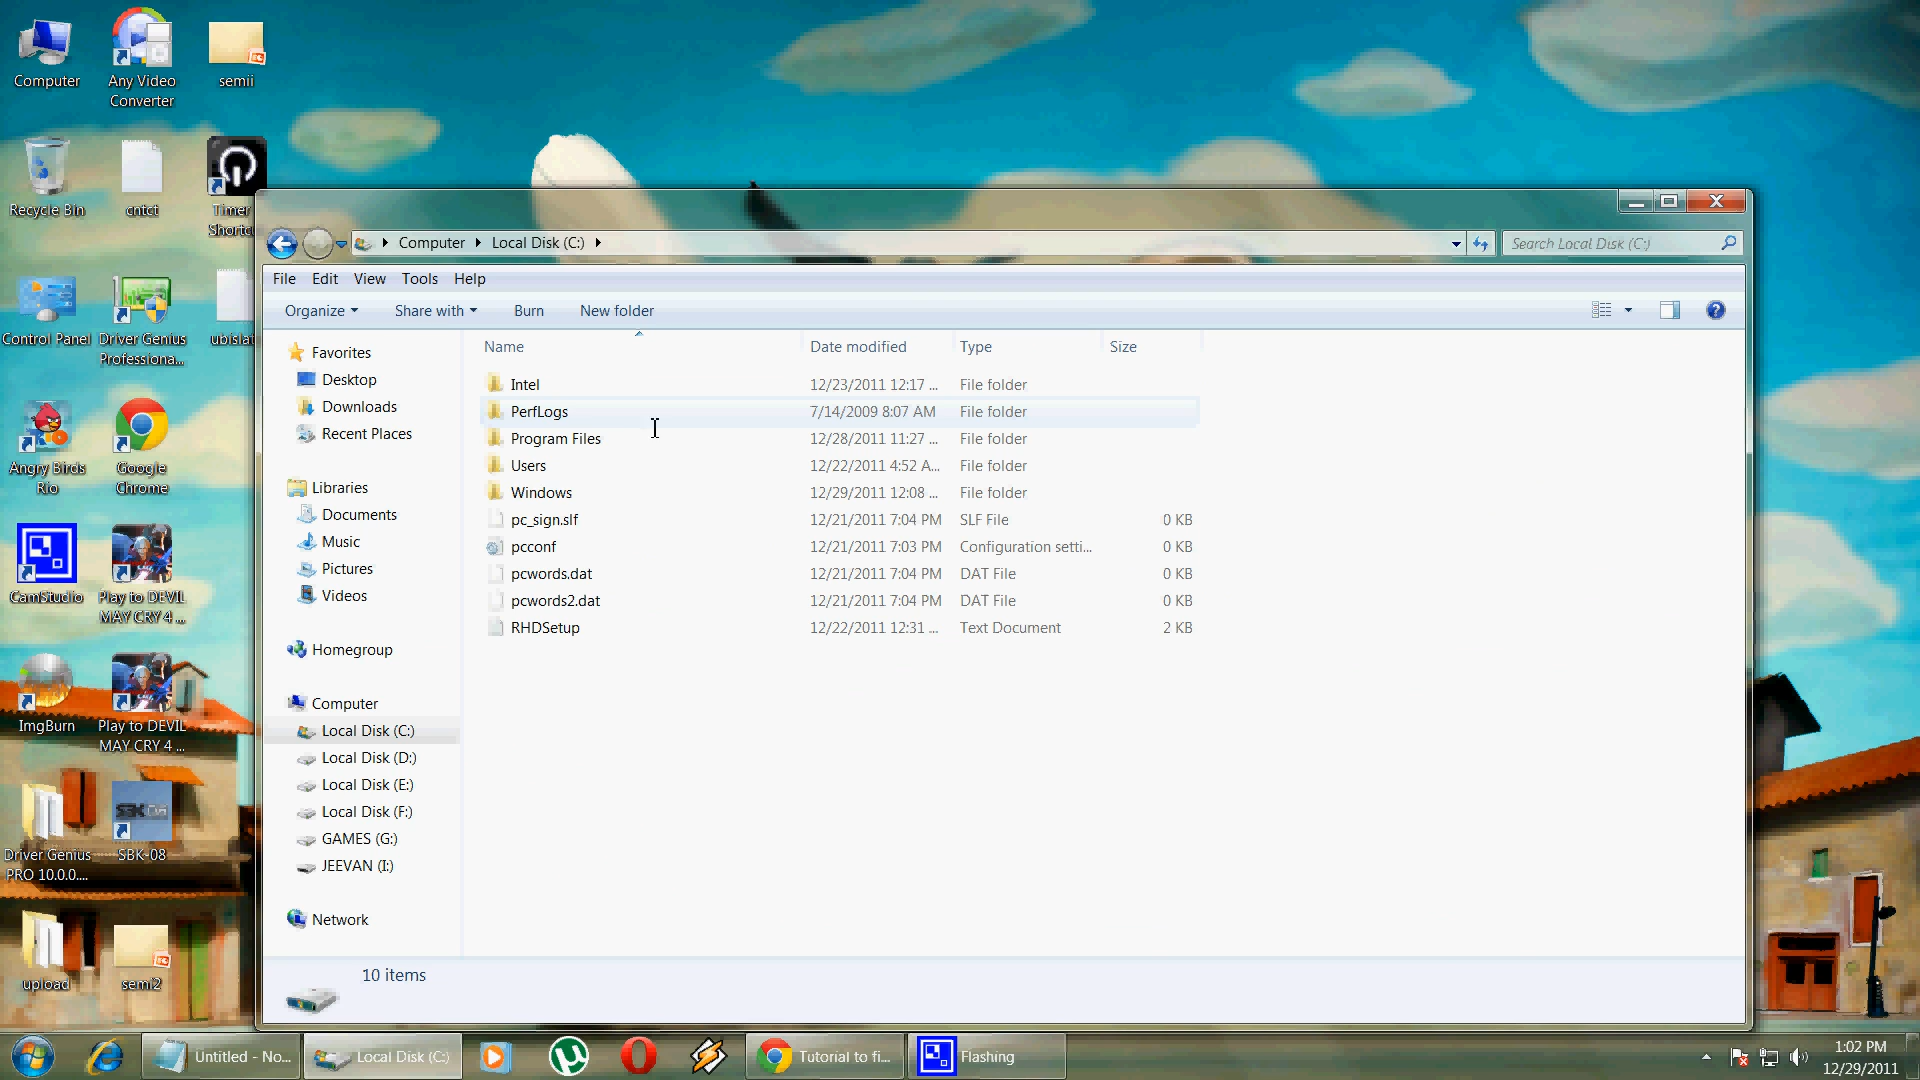 Computer
Any Video
Converter
semii
Recycle Bin
cntct
Timer
Control Panel
Driver Genius
Professiona...
Angry Birds
Rio
Google
Chrome
CamStudio
Play to DEVIL
MAY CRY 4 ...
ImgBurn
Play to DEVIL
MAY CRY 4 ...
Driver Genius
PRO 10.0.0....
SBK-08
upload
semi2
Computer Local Disk (C:)
Search Local Disk (C:)
File Edit View Tools Help
Organize Share with Burn New folder
Favorites
Desktop
Downloads
Recent Places
Libraries
Documents
Music
Pictures
Videos
Homegroup
Computer
Local Disk (C:)
Local Disk (D:)
Local Disk (E:)
Local Disk (F:)
GAMES (G:)
JEEVAN (I:)
Network
Name Date modified Type Size
Intel 12/23/2011 12:17 ... File folder
PerfLogs 7/14/2009 8:07 AM File folder
Program Files 12/28/2011 11:27 ... File folder
Users 12/22/2011 4:52 A... File folder
Windows 12/29/2011 12:08 ... File folder
pc_sign.slf 12/21/2011 7:04 PM SLF File 0 KB
pcconf 12/21/2011 7:03 PM Configuration setti... 0 KB
pcwords.dat 12/21/2011 7:04 PM DAT File 0 KB
pcwords2.dat 12/21/2011 7:04 PM DAT File 0 KB
RHDSetup 12/22/2011 12:31 ... Text Document 2 KB
10 items
Untitled - No...
Local Disk (C:)
Tutorial to fi...
Flashing
1:02 PM
12/29/2011